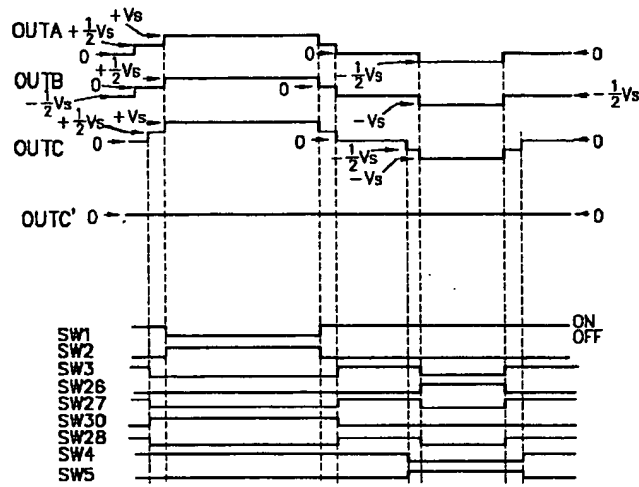 +Vs
OUTA +½Vs
0
0
0
-½Vs
+½Vs
OUTB 0
-½Vs
0
-Vs
-½Vs
+½Vs +Vs
OUTC 0
0
-½Vs
-Vs
0
OUTC' 0
0
ON
OFF
SW1
SW2
SW3
SW26
SW27
SW30
SW28
SW4
SW5